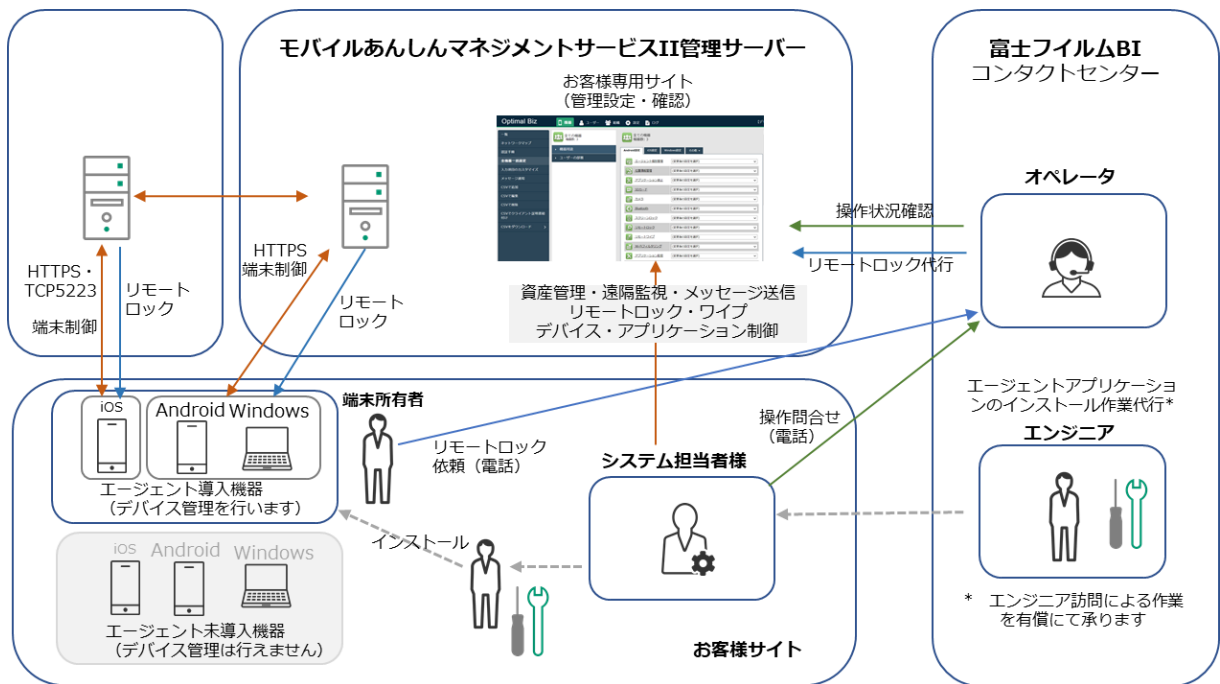 モバイルあんしんマネジメントサービスII管理サーバー
お客様専用サイト
（管理設定・確認）
Optimal Biz
富士フイルムBI
コンタクトセンター
オペレータ
操作状況確認
リモートロック代行
HTTPS・
TCP5223
端末制御
リモート
ロック
HTTPS
端末制御
リモート
ロック
資産管理・遠隔監視・メッセージ送信
リモートロック・ワイプ
デバイス・アプリケーション制御
iOS
Android Windows
エージェント導入機器
（デバイス管理を行います）
端末所有者
リモートロック
依頼（電話）
操作問合せ
（電話）
システム担当者様
エージェントアプリケーショ
ンのインストール作業代行*
エンジニア
インストール
iOS Android Windows
エージェント未導入機器
（デバイス管理は行えません）
お客様サイト
* エンジニア訪問による作業
を有償にて承ります